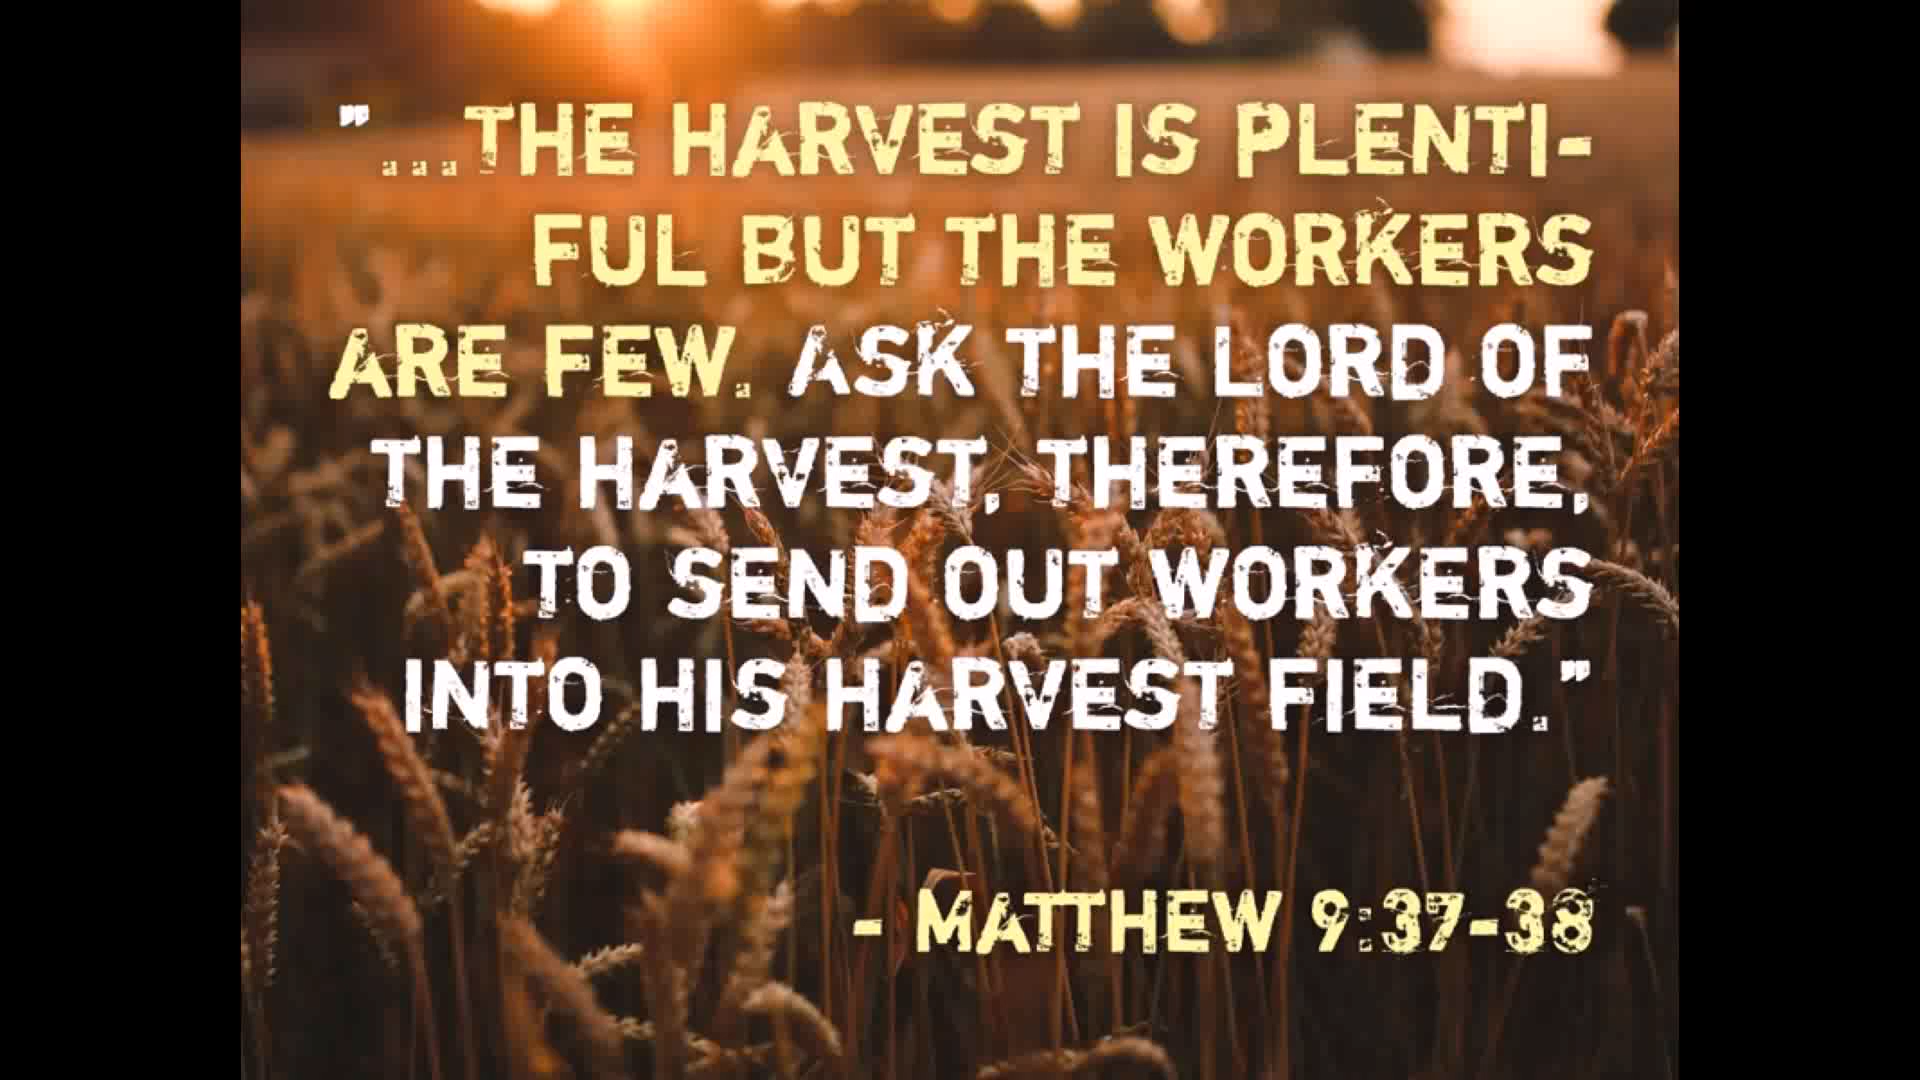 "...THE HARVEST IS PLENTI-
FUL BUT THE WORKERS
ARE FEW. ASK THE LORD OF
THE HARVEST, THEREFORE,
TO SEND OUT WORKERS
INTO HIS HARVEST FIELD."
- MATTHEW 9:37-38